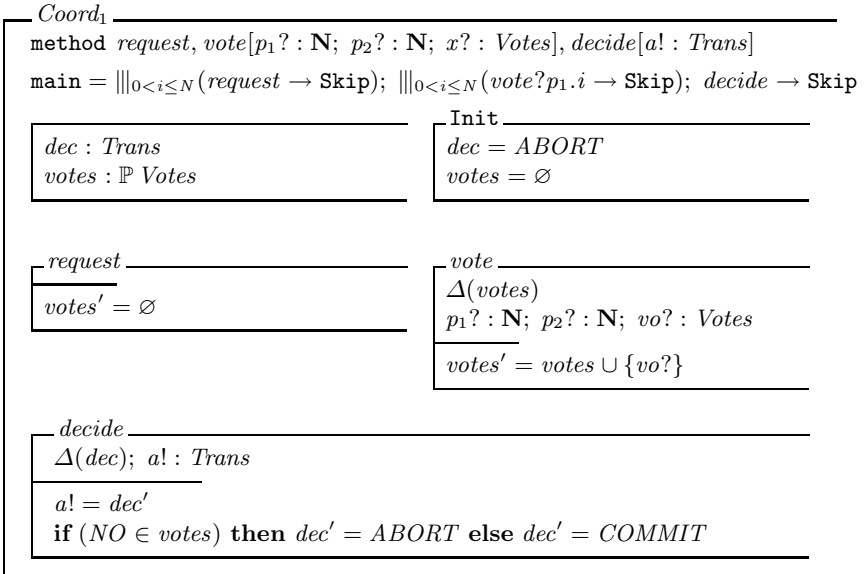 Coord₁
method request, vote[p₁? : N; p₂? : N; x? : Votes], decide[a! : Trans]
main = |||₀<ᵢ≤N(request → Skip); |||₀<ᵢ≤N(vote?p₁.i → Skip); decide → Skip
dec : Trans
votes : ℙ Votes
Init
dec = ABORT
votes = ∅
request
votes′ = ∅
vote
Δ(votes)
p₁? : N; p₂? : N; vo? : Votes
votes′ = votes ∪ {vo?}
decide
Δ(dec); a! : Trans
a! = dec′
if (NO ∈ votes) then dec′ = ABORT else dec′ = COMMIT